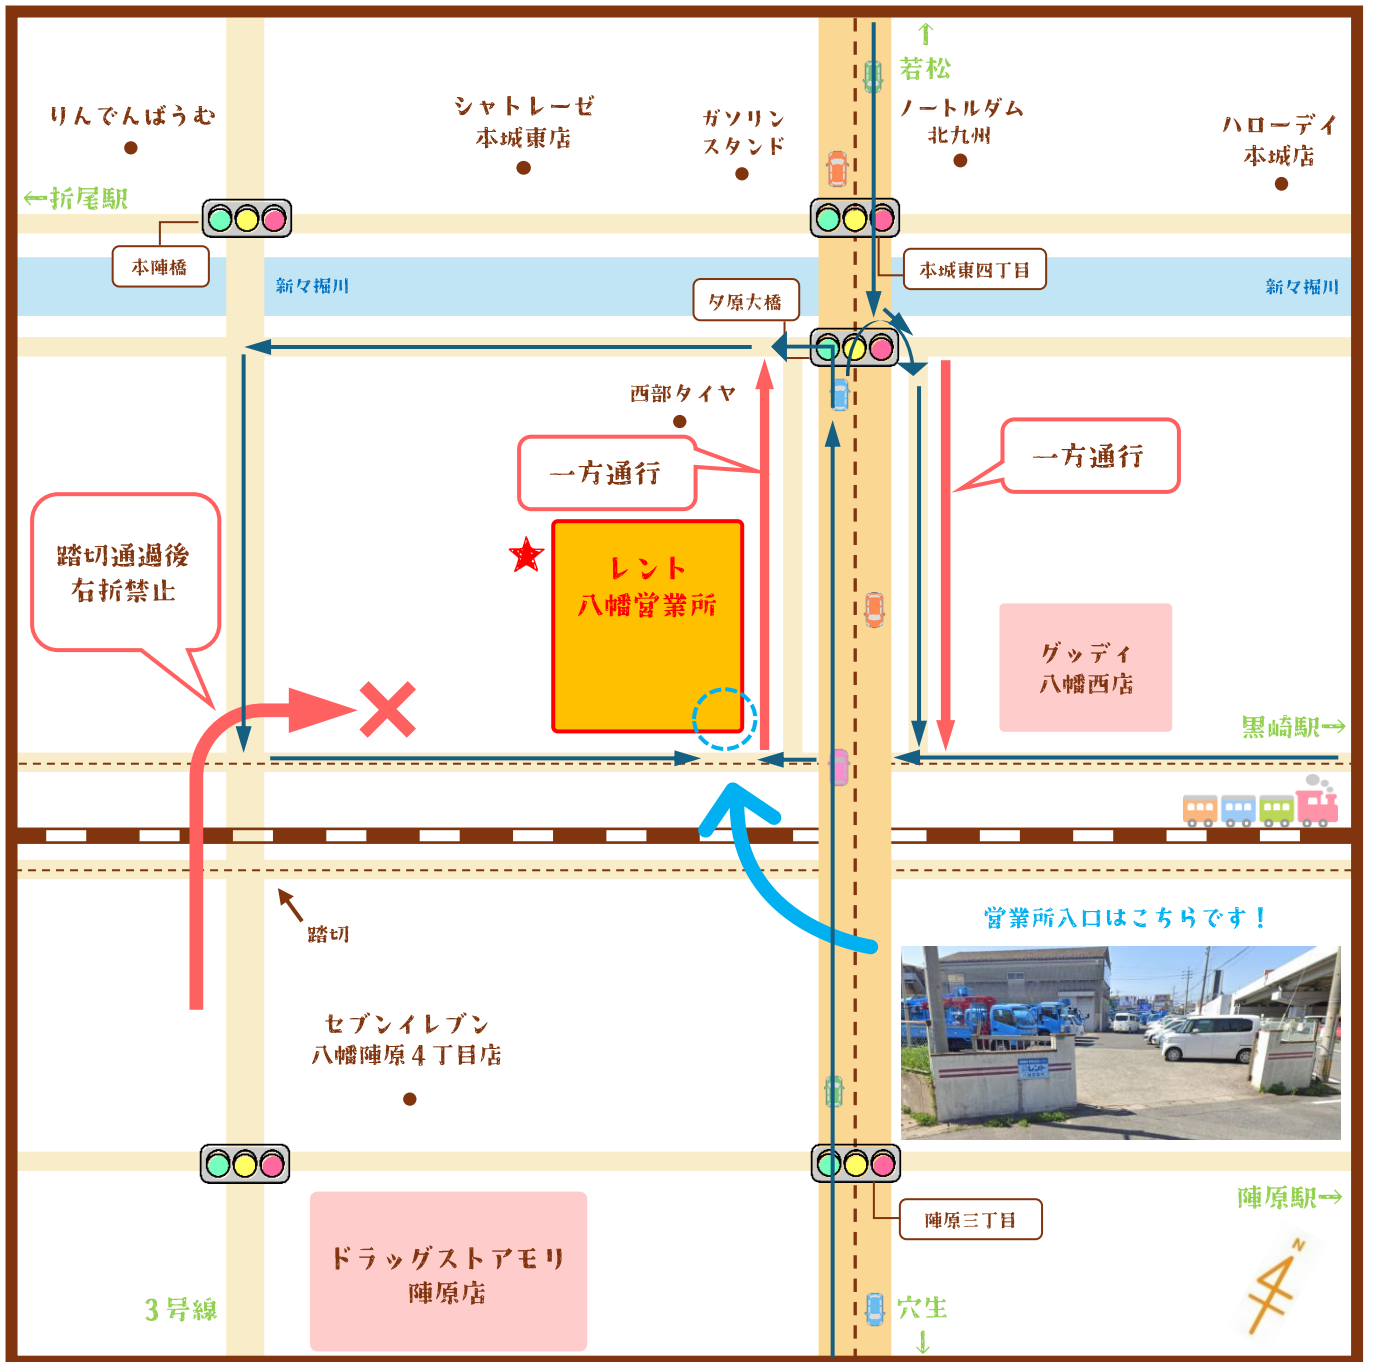 ↑
若松
りんでんばうむ
シャトレーゼ
本城東店
ガソリン
スタンド
ノートルダム
北九州
ハローデイ
本城店
←折尾駅
本陣橋
本城東四丁目
新々堀川
新々堀川
夕原大橋
西部タイヤ
一方通行
一方通行
踏切通過後
右折禁止
レント
八幡営業所
グッデイ
八幡西店
黒崎駅→
踏切
営業所入口はこちらです！
レント
セブンイレブン
八幡陣原４丁目店
陣原駅→
陣原三丁目
ドラッグストアモリ
陣原店
N
３号線
穴生
↓